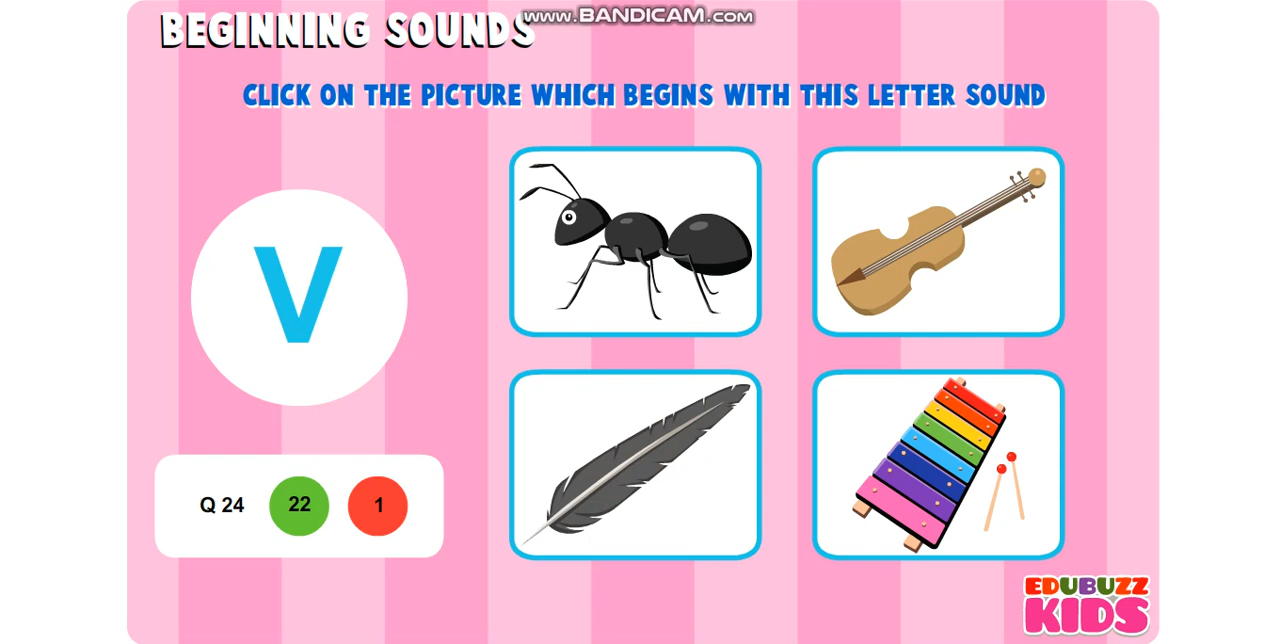 www.BANDICAM.com
BEGINNING SOUNDS
CLICK ON THE PICTURE WHICH BEGINS WITH THIS LETTER SOUND
V
Q 24 22 1
EDUBUZZ
KIDS